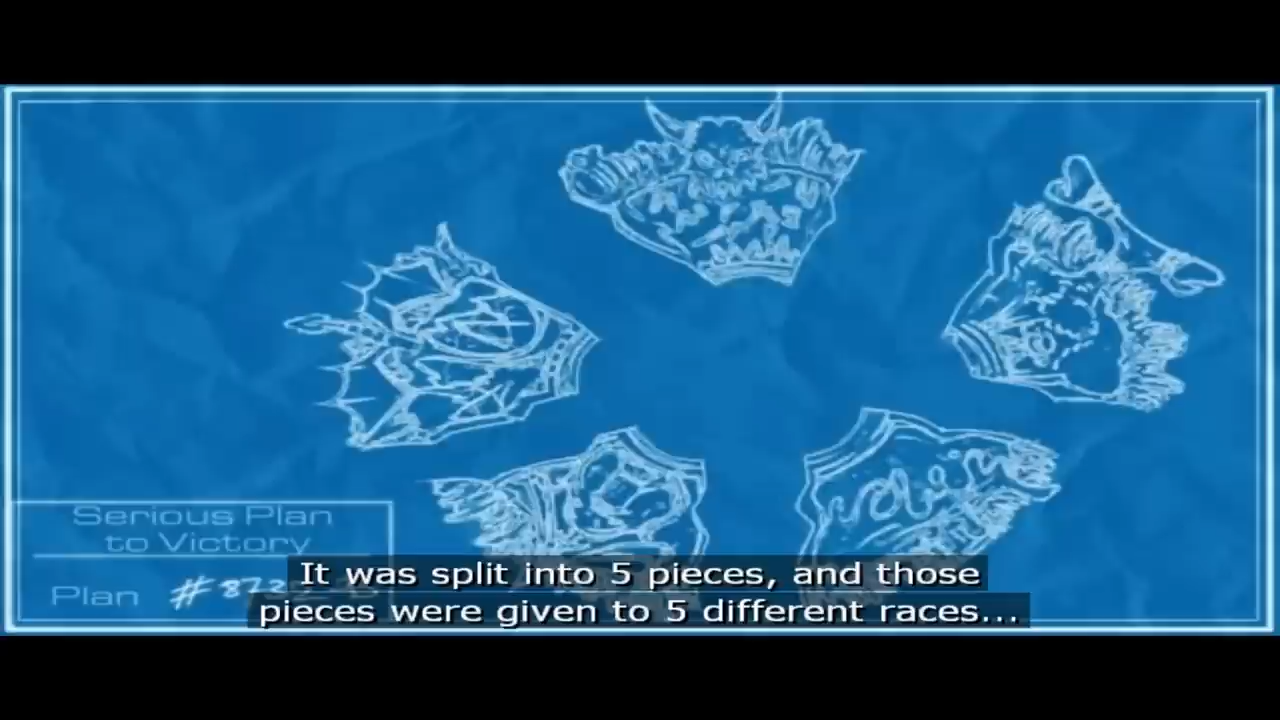 Serious Plan
to Victory
Plan
It was split into 5 pieces, and those
pieces were given to 5 different races...